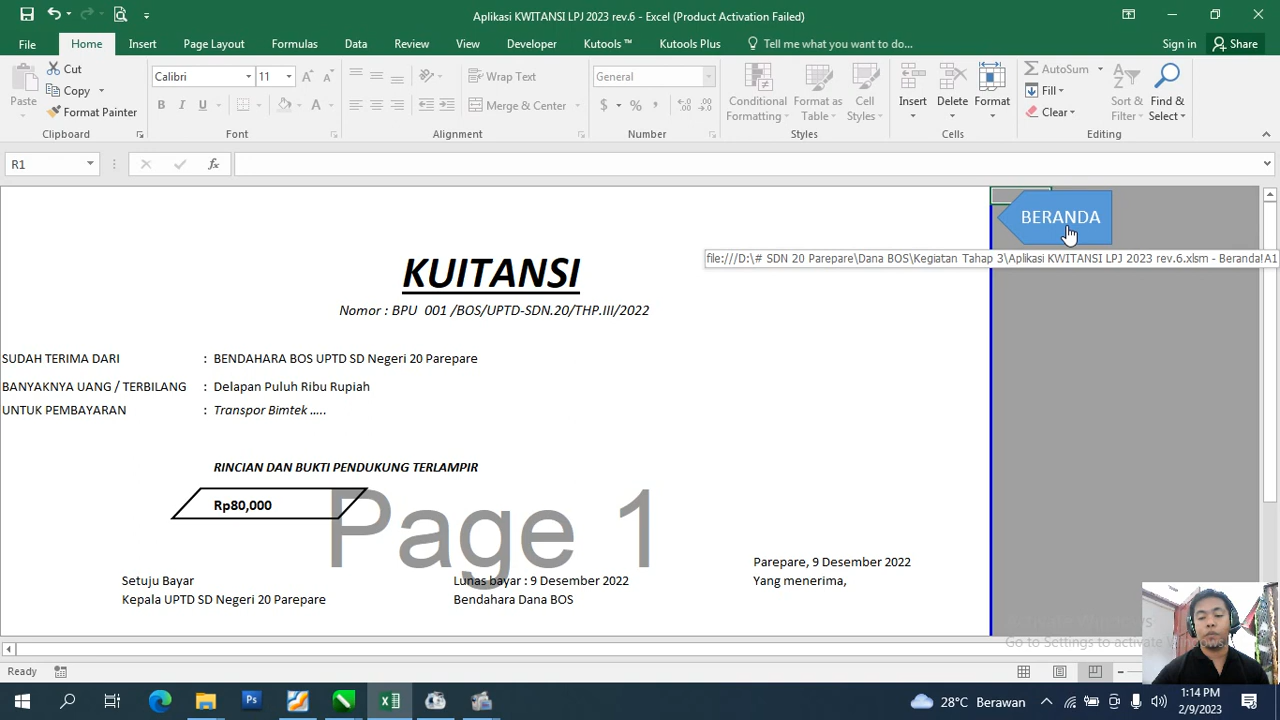 Aplikasi KWITANSI LPJ 2023 rev.6 - Excel (Product Activation Failed)
File Home Insert Page Layout Formulas Data Review View Developer Kutools ™ Kutools Plus Tell me what you want to do... Sign in Share
Paste
Cut
Copy
Format Painter
Calibri 11
B I U
A
Wrap Text
Merge & Center
General
$ %
Conditional Formatting
Format as Table
Cell Styles
Insert
Delete
Format
AutoSum
Fill
Clear
Sort & Filter
Find & Select
Clipboard Font Alignment Number Styles Cells Editing
R1 fx
BERANDA
file:///D:\# SDN 20 Parepare\Dana BOS\Kegiatan Tahap 3\Aplikasi KWITANSI LPJ 2023 rev.6.xlsm - Beranda!A1
KUITANSI
Nomor : BPU 001 /BOS/UPTD-SDN.20/THP.III/2022
SUDAH TERIMA DARI : BENDAHARA BOS UPTD SD Negeri 20 Parepare
BANYAKNYA UANG / TERBILANG : Delapan Puluh Ribu Rupiah
UNTUK PEMBAYARAN : Transpor Bimtek .....
RINCIAN DAN BUKTI PENDUKUNG TERLAMPIR
Rp80,000
Page 1
Parepare, 9 Desember 2022
Setuju Bayar Lunas bayar : 9 Desember 2022 Yang menerima,
Kepala UPTD SD Negeri 20 Parepare Bendahara Dana BOS
Go to Settings to activate
Ready
Ps
28°C Berawan
1:14 PM
2/9/2023